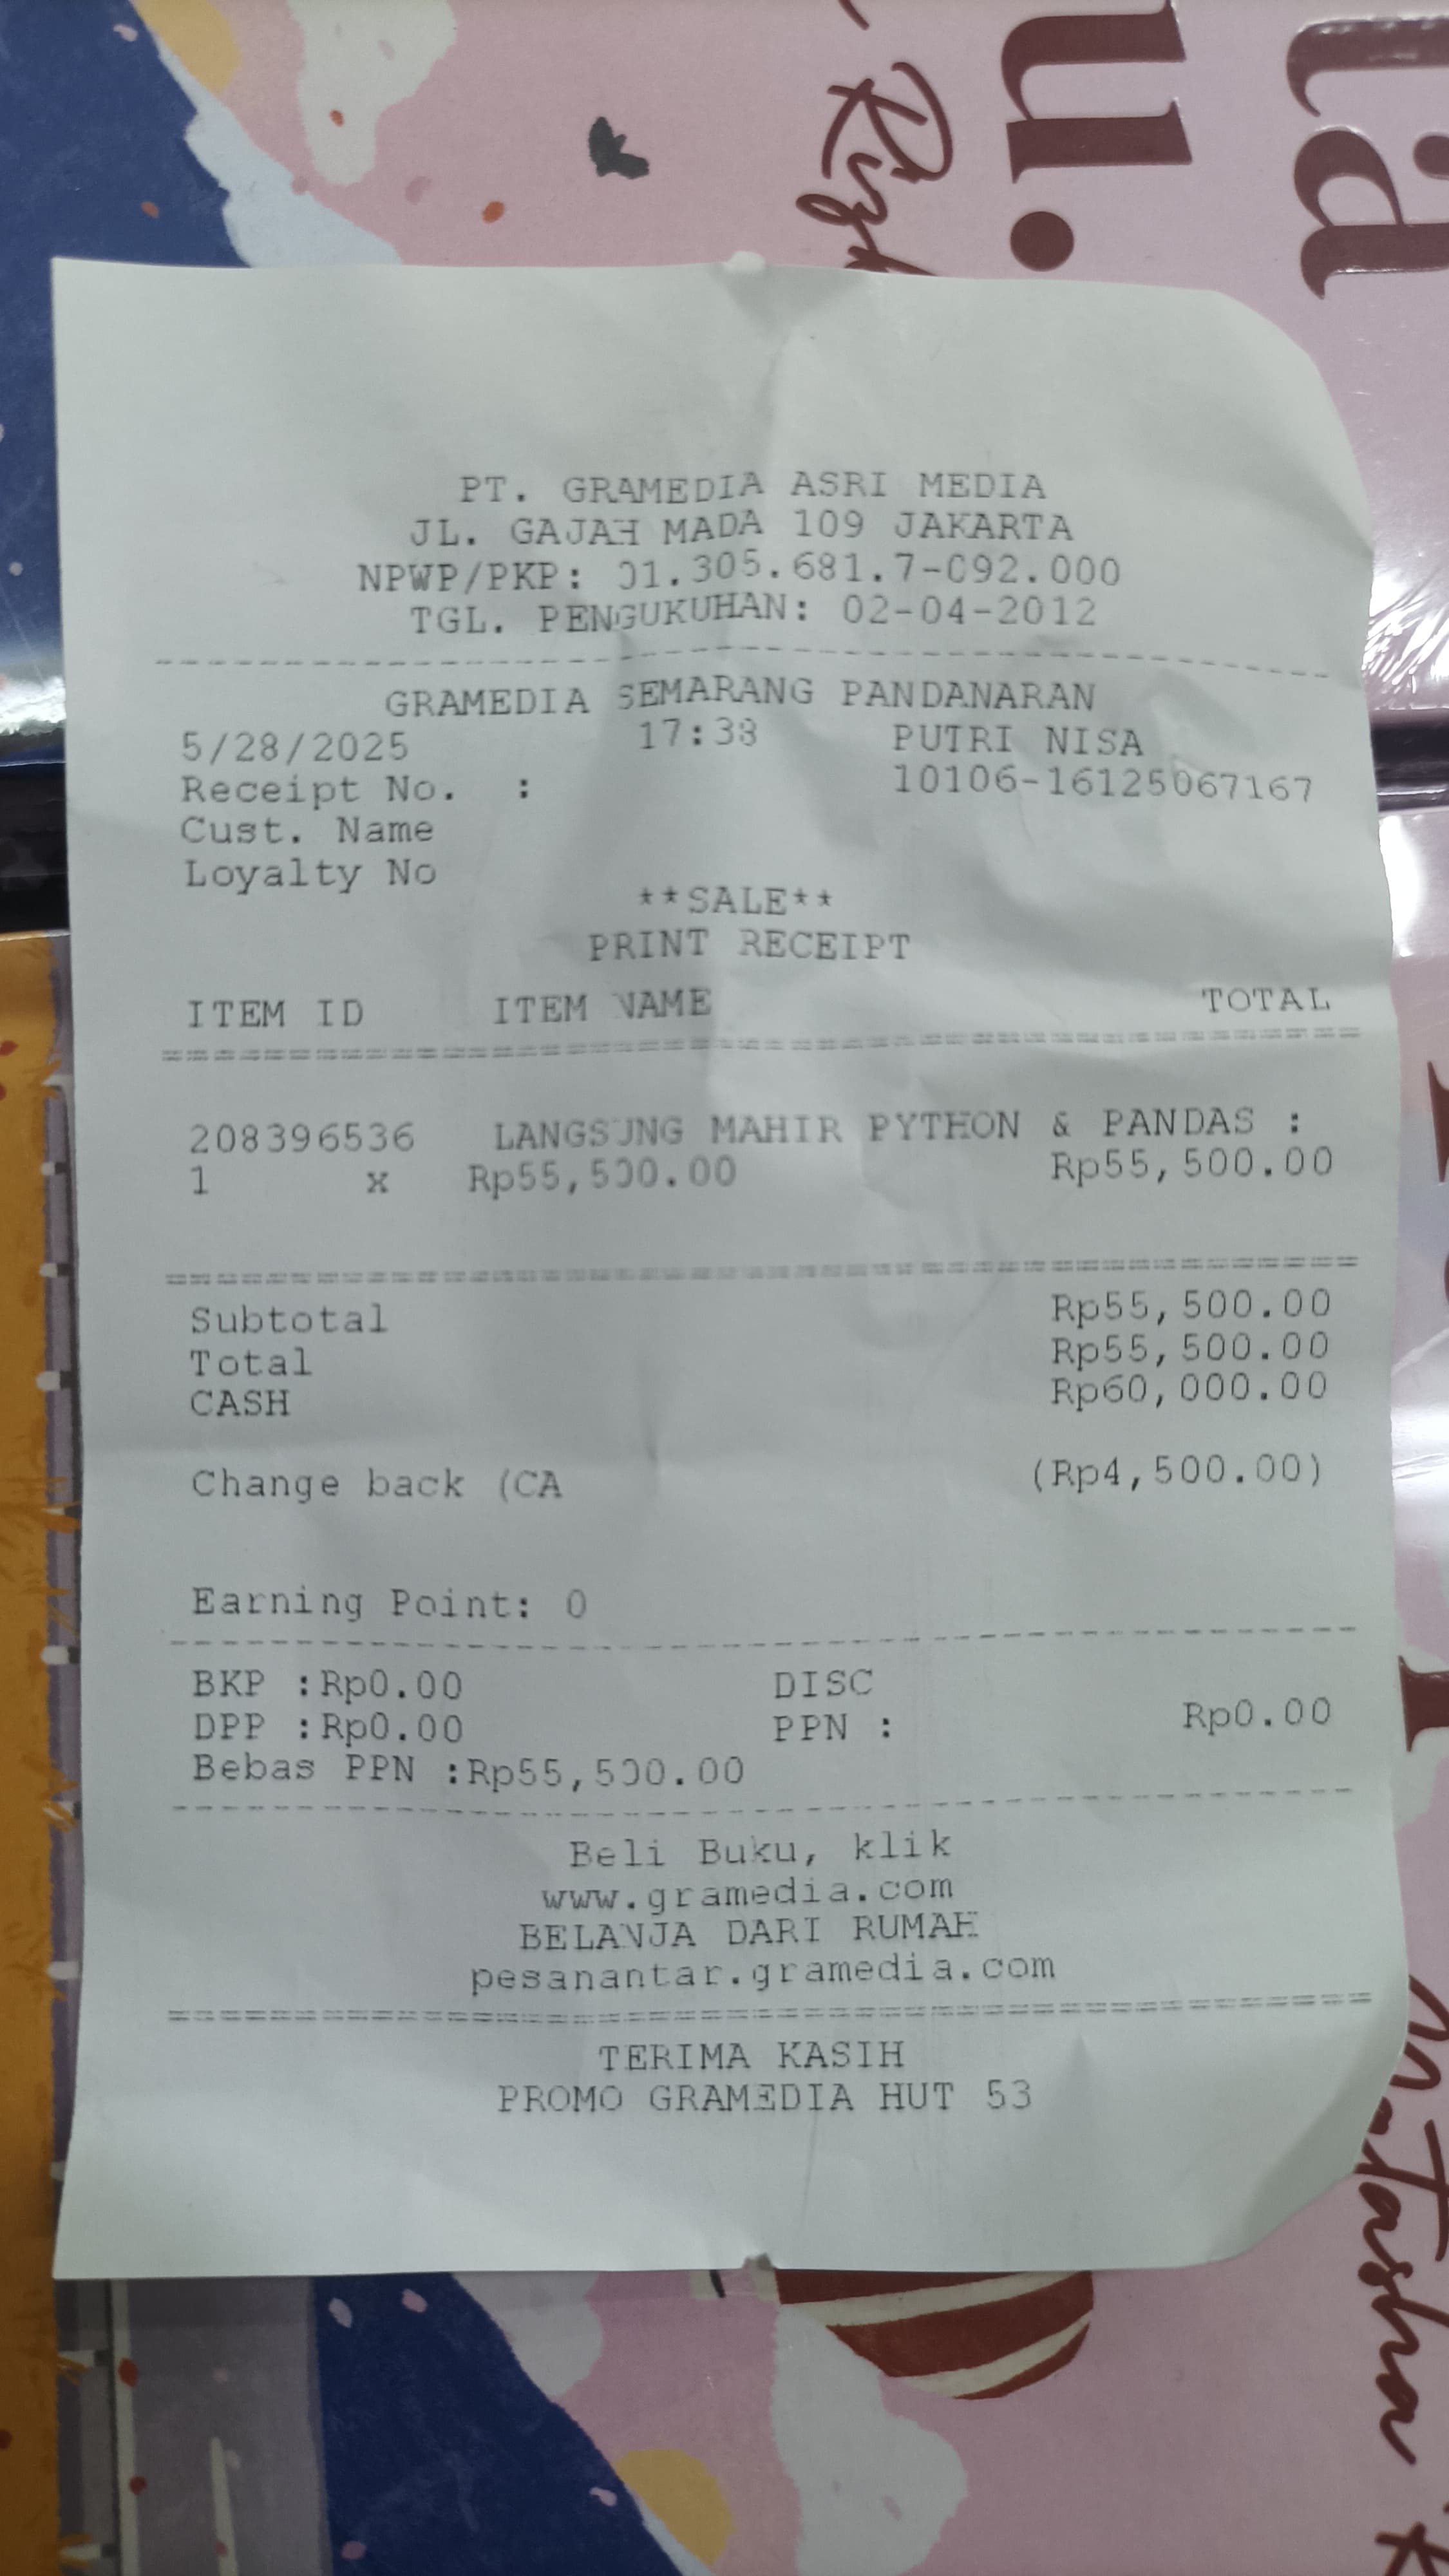 u.
la
Righ
PT. GRAMEDIA ASRI MEDIA
JL. GAJAH MADA 109 JAKARTA
NPWP/PKP: 01.305.681.7-092.000
TGL. PENGUKUHAN: 02-04-2012
GRAMEDIA SEMARANG PANDANARAN
5/28/2025 17:38 PUTRI NISA
Receipt No. : 10106-16125067167
Cust. Name
Loyalty No
**SALE**
PRINT RECEIPT
ITEM ID ITEM NAME TOTAL
208396536 LANGSUNG MAHIR PYTHON & PANDAS :
1 x Rp55,500.00 Rp55,500.00
Subtotal Rp55,500.00
Total Rp55,500.00
CASH Rp60,000.00
Change back (CA (Rp4,500.00)
Earning Point: 0
BKP :Rp0.00 DISC
DPP :Rp0.00 PPN : Rp0.00
Bebas PPN :Rp55,500.00
Beli Buku, klik
www.gramedia.com
BELANJA DARI RUMAH
pesanantar.gramedia.com
TERIMA KASIH
PROMO GRAMEDIA HUT 53
Natasha